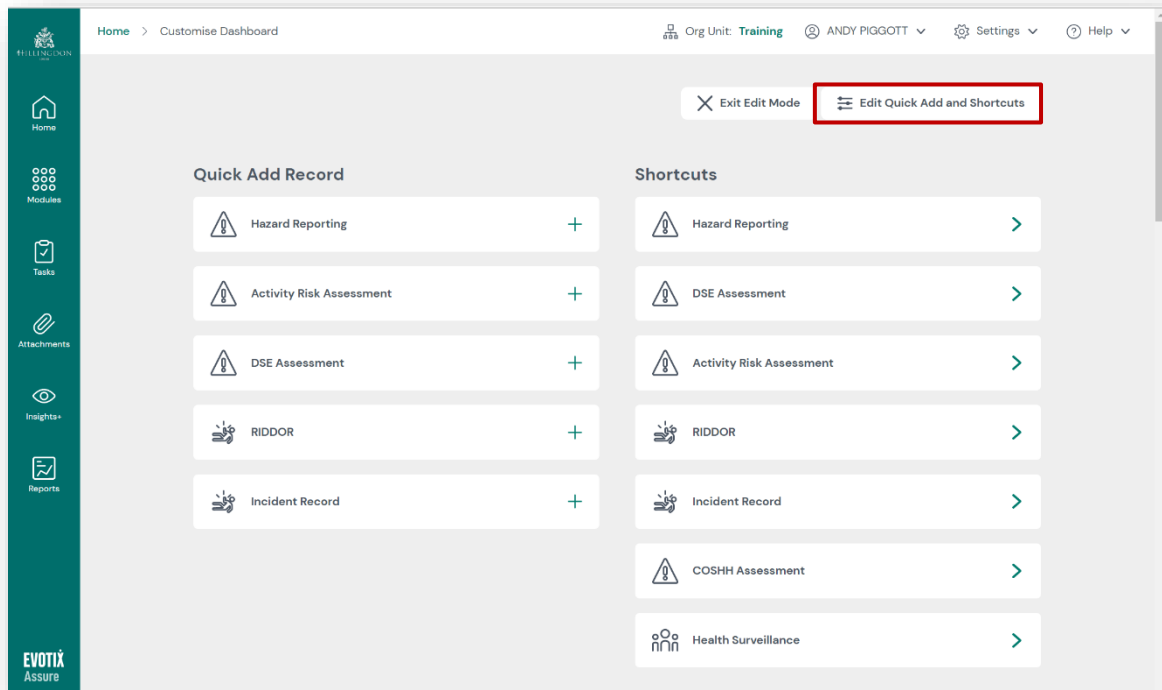 HILLINGDON
LONDON
Home > Customise Dashboard
Org Unit: Training
ANDY PIGGOTT
Settings
Help
Home
Modules
Tasks
Attachments
Insights+
Reports
EVOTIX
Assure
Exit Edit Mode
Edit Quick Add and Shortcuts
Quick Add Record
Hazard Reporting
Activity Risk Assessment
DSE Assessment
RIDDOR
Incident Record
Shortcuts
Hazard Reporting
DSE Assessment
Activity Risk Assessment
RIDDOR
Incident Record
COSHH Assessment
Health Surveillance